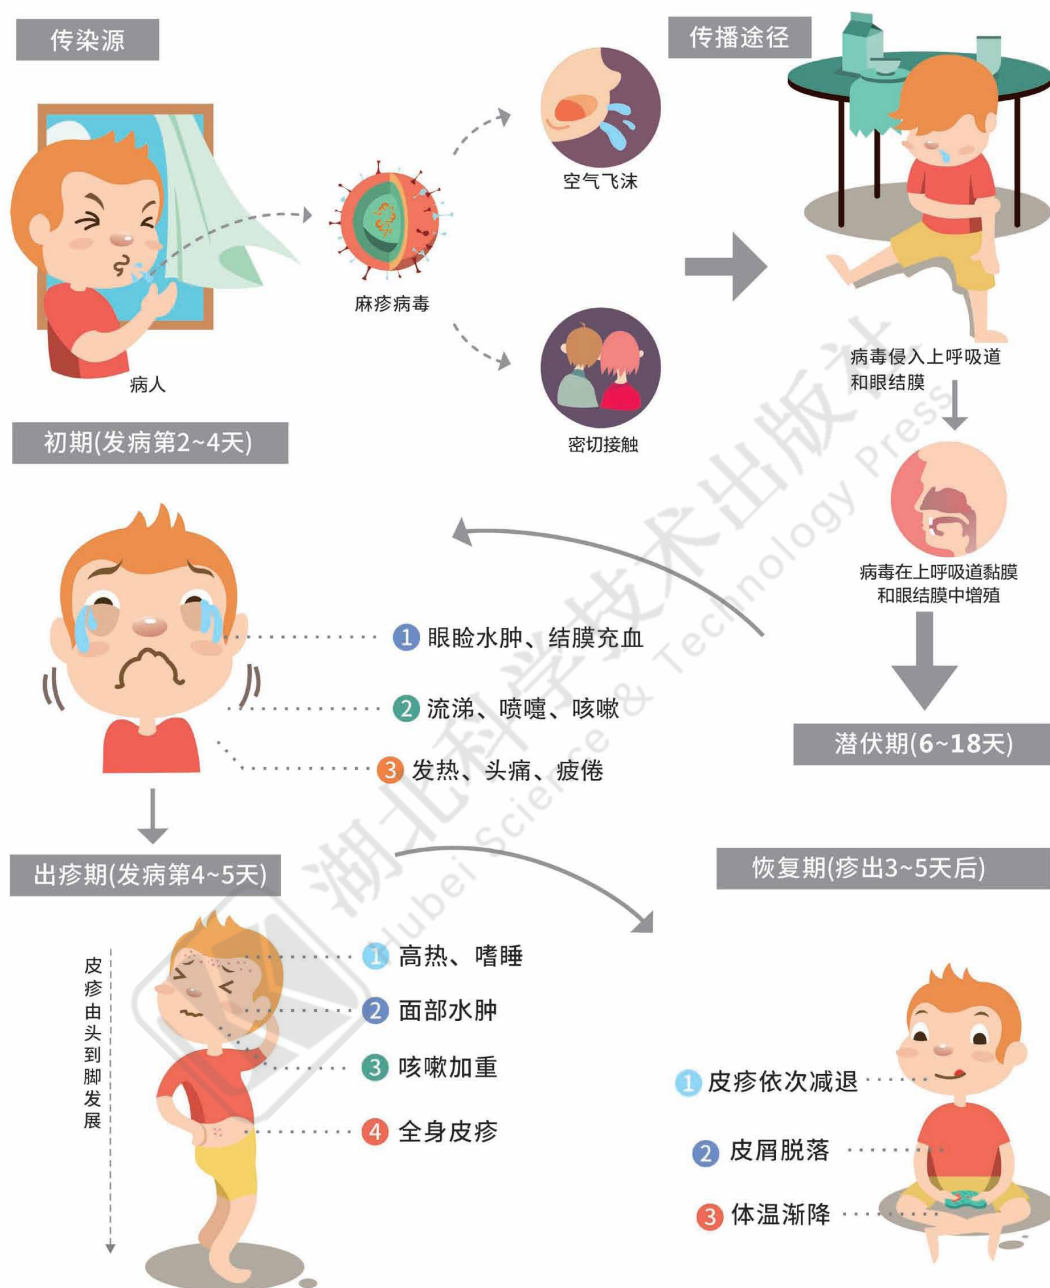 传染源
病人
麻疹病毒
空气飞沫
密切接触
传播途径
病毒侵入上呼吸道
和眼结膜
病毒在上呼吸道黏膜
和眼结膜中增殖
潜伏期(6~18天)
初期(发病第2~4天)
1 眼睑水肿、结膜充血
2 流涕、喷嚏、咳嗽
3 发热、头痛、疲倦
出疹期(发病第4~5天)
皮疹由头到脚发展
1 高热、嗜睡
2 面部水肿
3 咳嗽加重
4 全身皮疹
恢复期(疹出3~5天后)
1 皮疹依次减退
2 皮屑脱落
3 体温渐降
湖北科学技术出版社
Hubei Science & Technology Press